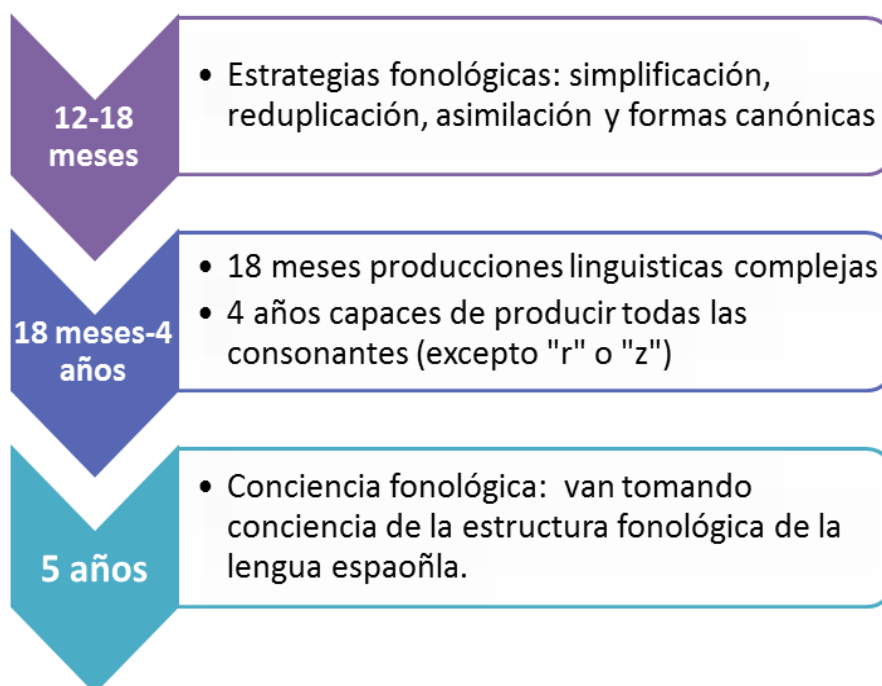 12-18
meses
• Estrategias fonológicas: simplificación,
reduplicación, asimilación y formas canónicas
18 meses-4
años
• 18 meses producciones linguisticas complejas
• 4 años capaces de producir todas las
consonantes (excepto "r" o "z")
5 años
• Conciencia fonológica: van tomando
conciencia de la estructura fonológica de la
lengua espaoñla.